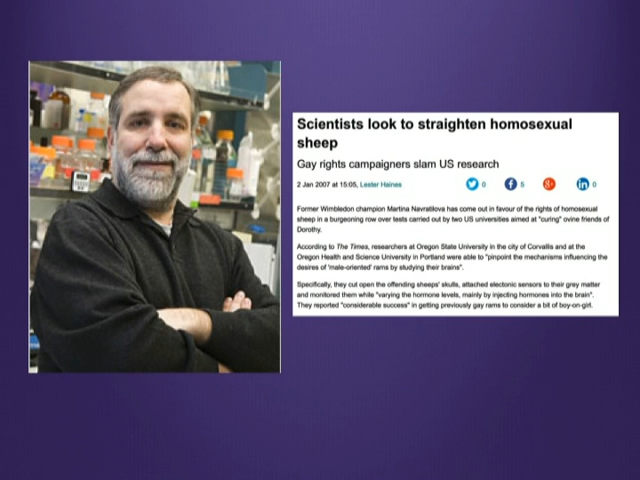 Scientists look to straighten homosexual
sheep
Gay rights campaigners slam US research
2 Jan 2007 at 15:05, Lester Haines
0
5
0
Former Wimbledon champion Martina Navratilova has come out in favour of the rights of homosexual
sheep in a burgeoning row over tests carried out by two US universities aimed at "curing" ovine friends of
Dorothy.
According to The Times, researchers at Oregon State University in the city of Corvallis and at the
Oregon Health and Science University in Portland were able to "pinpoint the mechanisms influencing the
desires of 'male-oriented' rams by studying their brains".
Specifically, they cut open the offending sheeps' skulls, attached electonic sensors to their grey matter
and monitored them while "varying the hormone levels, mainly by injecting hormones into the brain".
They reported "considerable success" in getting previously gay rams to consider a bit of boy-on-girl.